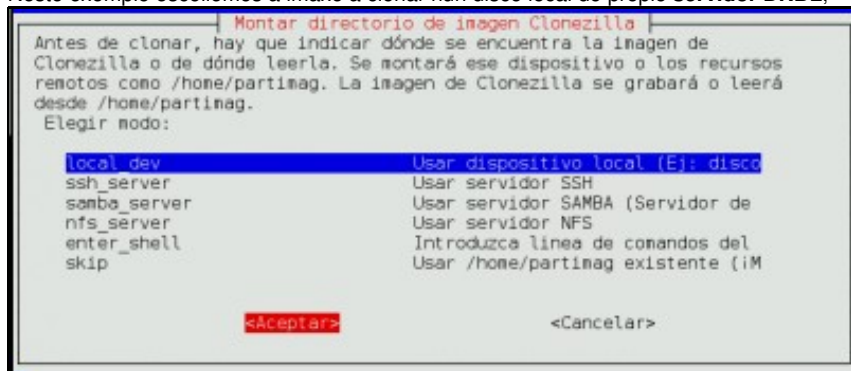 Montar directorio de imagen Clonezilla
Antes de clonar, hay que indicar dónde se encuentra la imagen de
Clonezilla o de dónde leerla. Se montará ese dispositivo o los recursos
remotos como /home/partimag. La imagen de Clonezilla se grabará o leerá
desde /home/partimag.
Elegir modo:
local_dev Usar dispositivo local (Ej: disco
ssh_server Usar servidor SSH
samba_server Usar servidor SAMBA (Servidor de
nfs_server Usar servidor NFS
enter_shell Introduzca linea de comandos del
skip Usar /home/partimag existente (¡M
<Aceptar> <Cancelar>